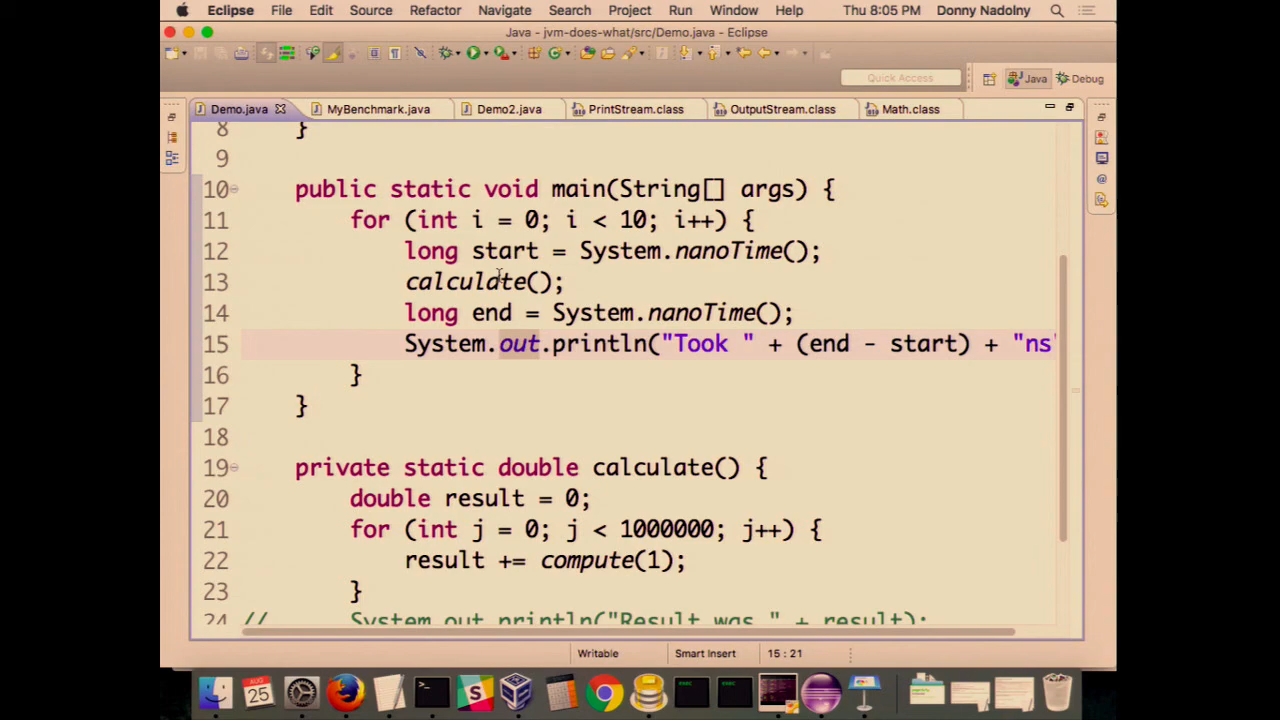 Eclipse File Edit Source Refactor Navigate Search Project Run Window Help Thu 8:05 PM Donny Nadolny
Java - jvm-does-what/src/Demo.java - Eclipse
Quick Access
Java
Debug
Demo.java MyBenchmark.java Demo2.java PrintStream.class OutputStream.class Math.class
8 }
9
10 public static void main(String[] args) {
11 for (int i = 0; i < 10; i++) {
12 long start = System.nanoTime();
13 calculate();
14 long end = System.nanoTime();
15 System.out.println("Took " + (end - start) + "ns"
16 }
17 }
18
19 private static double calculate() {
20 double result = 0;
21 for (int j = 0; j < 1000000; j++) {
22 result += compute(1);
23 }
24 // System.out.println("Result was " + result);
Writable Smart Insert 15 : 21
AUG
25